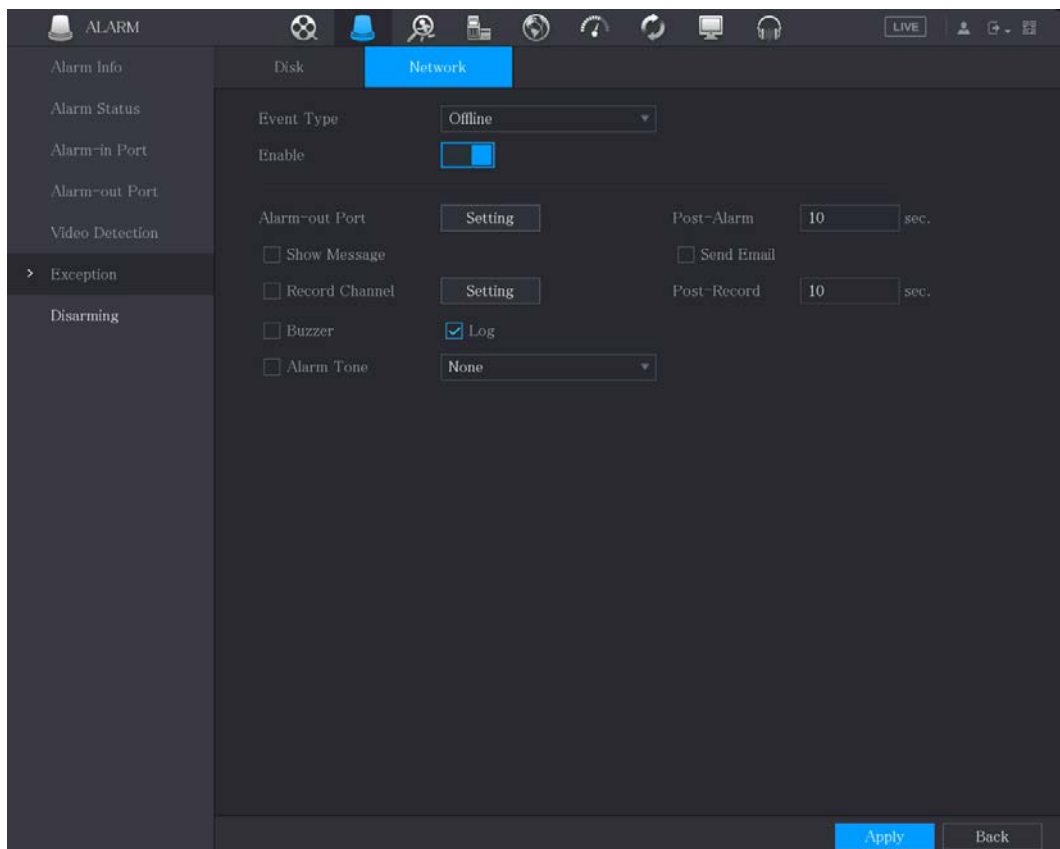 ALARM LIVE
Alarm Info
Alarm Status
Alarm-in Port
Alarm-out Port
Video Detection
Exception
Disarming
Disk Network
Event Type Offline
Enable
Alarm-out Port Setting Post-Alarm 10 sec.
Show Message Send Email
Record Channel Setting Post-Record 10 sec.
Buzzer Log
Alarm Tone None
Apply Back